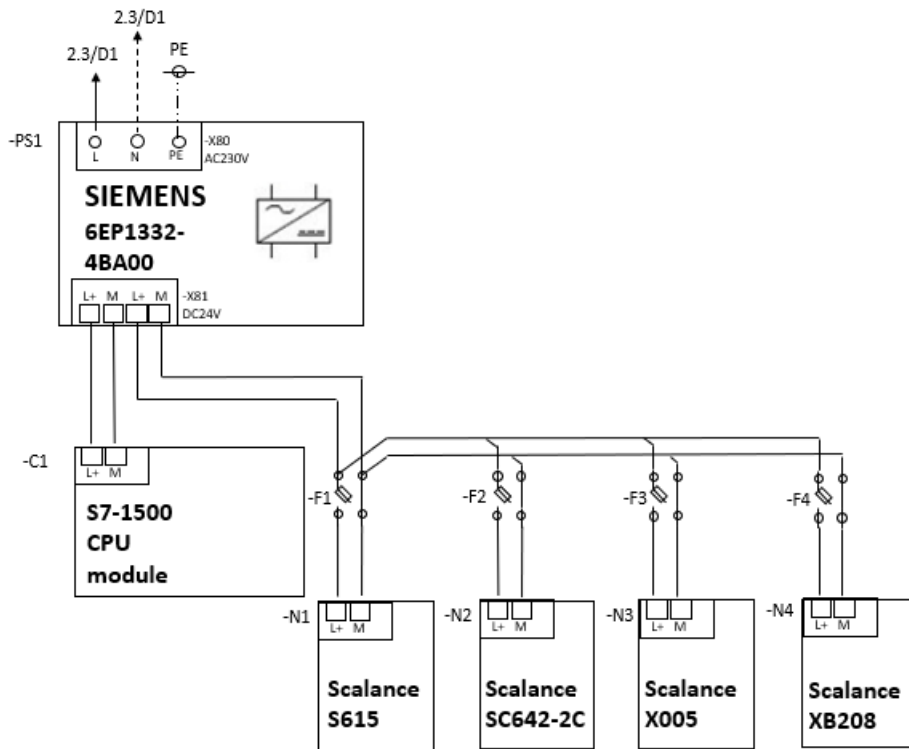 2.3/D1
2.3/D1
PE
-PS1
L
N
PE
-X80
AC230V
SIEMENS
6EP1332-
4BA00
L+ M L+ M
-X81
DC24V
-C1
L+ M
S7-1500
CPU
module
-F1
-F2
-F3
-F4
-N1
L+ M
Scalance
S615
-N2
L+ M
Scalance
SC642-2C
-N3
L+ M
Scalance
X005
-N4
L+ M
Scalance
XB208